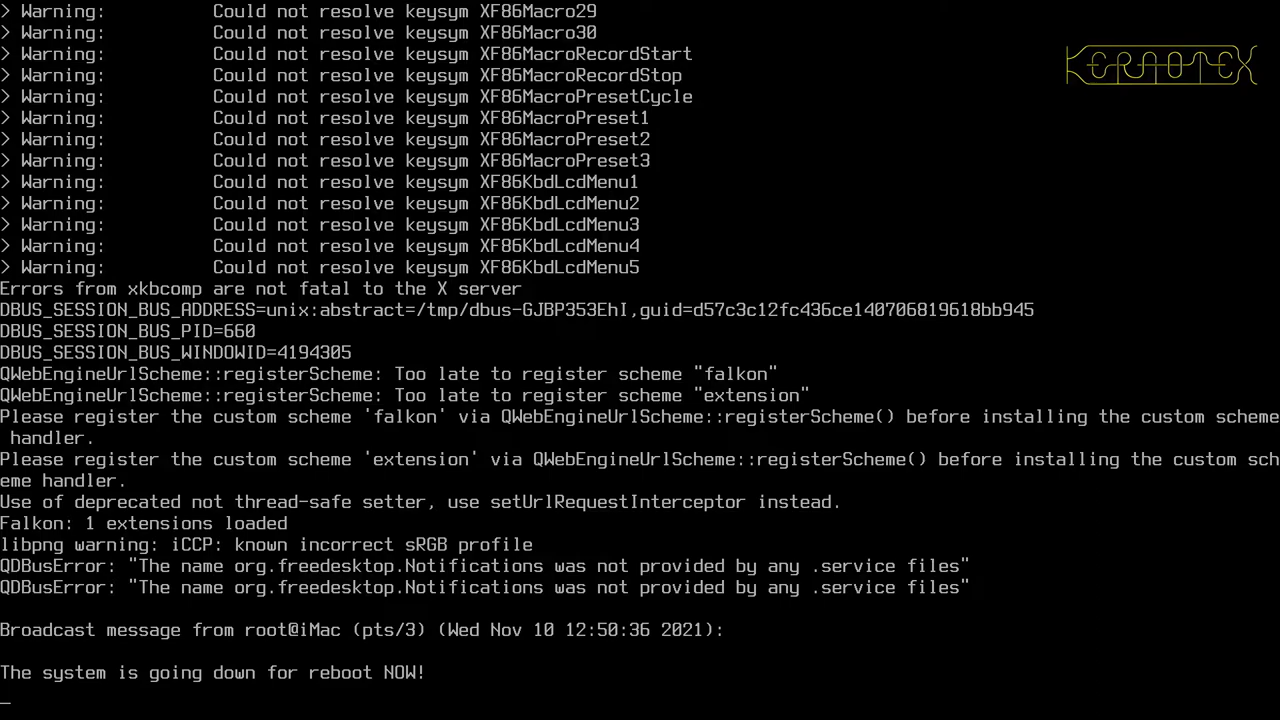 > Warning:          Could not resolve keysym XF86Macro29
> Warning:          Could not resolve keysym XF86Macro30
> Warning:          Could not resolve keysym XF86MacroRecordStart
> Warning:          Could not resolve keysym XF86MacroRecordStop
> Warning:          Could not resolve keysym XF86MacroPresetCycle
> Warning:          Could not resolve keysym XF86MacroPreset1
> Warning:          Could not resolve keysym XF86MacroPreset2
> Warning:          Could not resolve keysym XF86MacroPreset3
> Warning:          Could not resolve keysym XF86KbdLcdMenu1
> Warning:          Could not resolve keysym XF86KbdLcdMenu2
> Warning:          Could not resolve keysym XF86KbdLcdMenu3
> Warning:          Could not resolve keysym XF86KbdLcdMenu4
> Warning:          Could not resolve keysym XF86KbdLcdMenu5
Errors from xkbcomp are not fatal to the X server
DBUS_SESSION_BUS_ADDRESS=unix:abstract=/tmp/dbus-GJBP353EhI,guid=d57c3c12fc436ce140706819618bb945
DBUS_SESSION_BUS_PID=660
DBUS_SESSION_BUS_WINDOWID=4194305
QWebEngineUrlScheme::registerScheme: Too late to register scheme "falkon"
QWebEngineUrlScheme::registerScheme: Too late to register scheme "extension"
Please register the custom scheme 'falkon' via QWebEngineUrlScheme::registerScheme() before installing the custom scheme
 handler.
Please register the custom scheme 'extension' via QWebEngineUrlScheme::registerScheme() before installing the custom sch
eme handler.
Use of deprecated not thread-safe setter, use setUrlRequestInterceptor instead.
Falkon: 1 extensions loaded
libpng warning: iCCP: known incorrect sRGB profile
QDBusError: "The name org.freedesktop.Notifications was not provided by any .service files"
QDBusError: "The name org.freedesktop.Notifications was not provided by any .service files"
Broadcast message from root@iMac (pts/3) (Wed Nov 10 12:50:36 2021):
The system is going down for reboot NOW!
_